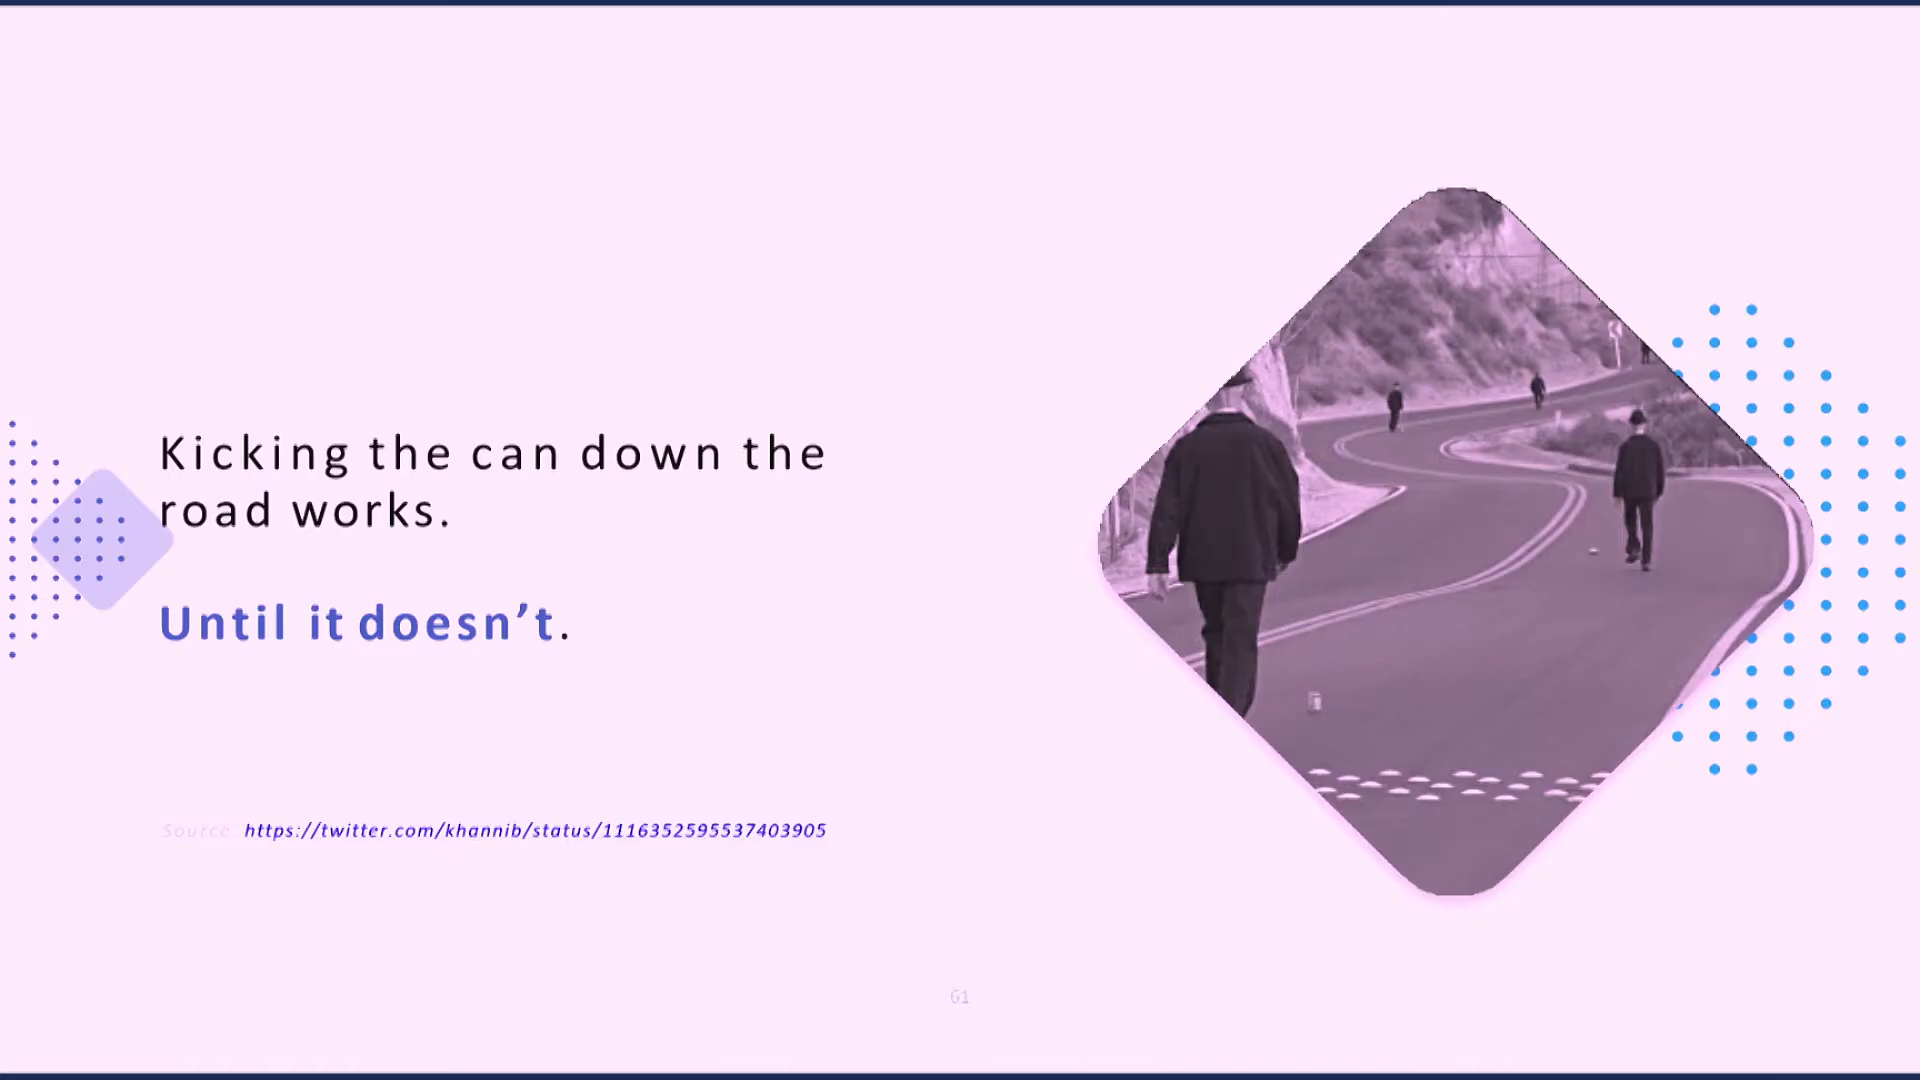 Kicking the can down the
road works.
Until it doesn’t.
Source https://twitter.com/khannib/status/1116352595537403905
61